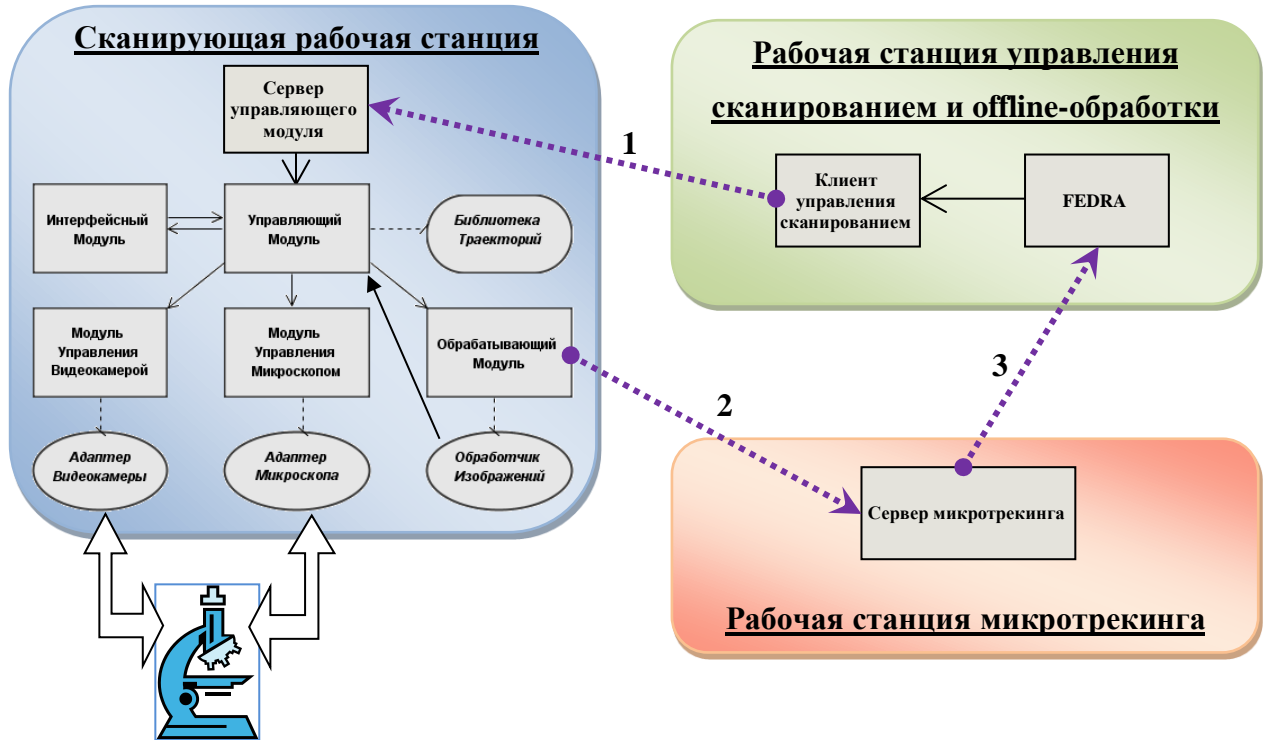 Сканирующая рабочая станция
Сервер
управляющего
модуля
Интерфейсный
Модуль
Управляющий
Модуль
Библиотека
Траекторий
Модуль
Управления
Видеокамерой
Модуль
Управления
Микроскопом
Обрабатывающий
Модуль
Адаптер
Видеокамеры
Адаптер
Микроскопа
Обработчик
Изображений
1
2
3
Рабочая станция управления
сканированием и offline-обработки
Клиент
управления
сканированием
FEDRA
Сервер микротрекинга
Рабочая станция микротрекинга